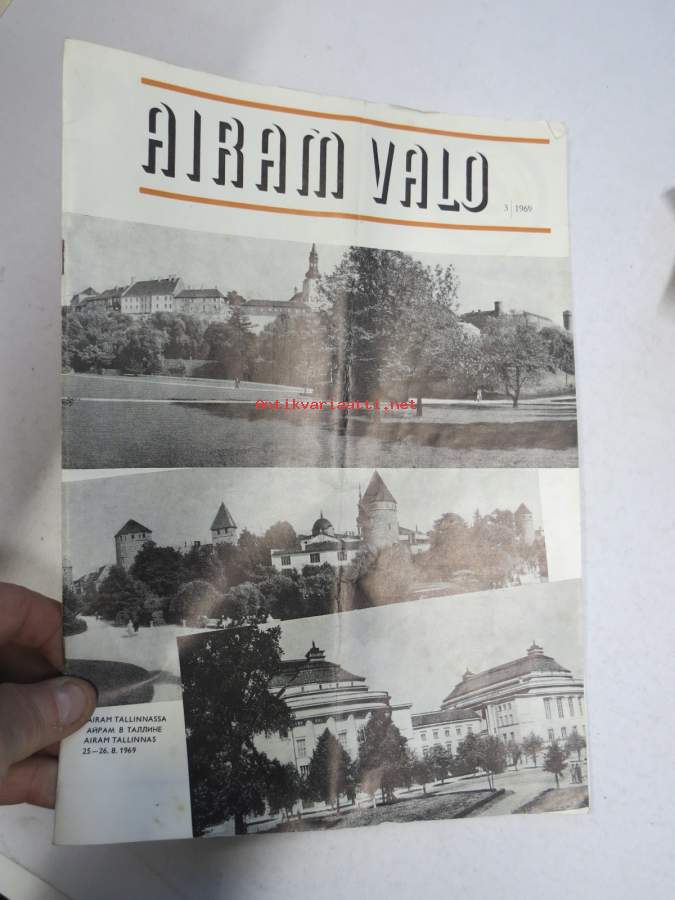 AIRAM VALO
3 | 1969
Antikvariaatti.net
AIRAM TALLINNASSA
АЙРАМ В ТАЛЛИНЕ
AIRAM TALLINNAS
25—26. 8. 1969